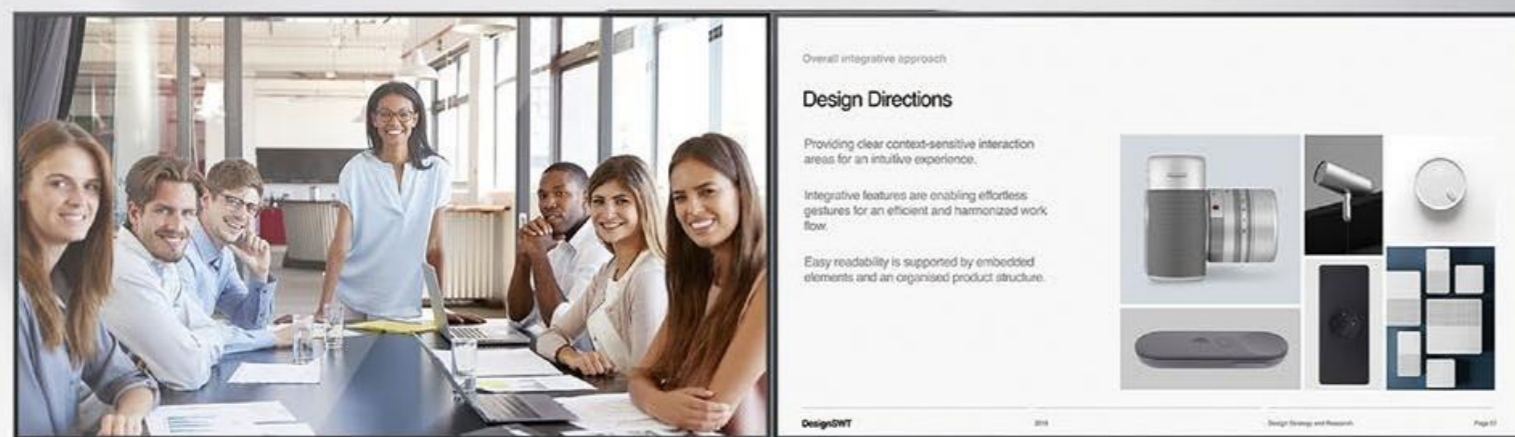 Overall integrative approach
Design Directions
Providing clear context-sensitive interaction
areas for an intuitive experience.
Integrative features are enabling effortless
gestures for an efficient and harmonized work
flow.
Easy readability is supported by embedded
elements and an organised product structure.
DesignSWT
2018
Design Strategy and Research
Page 07